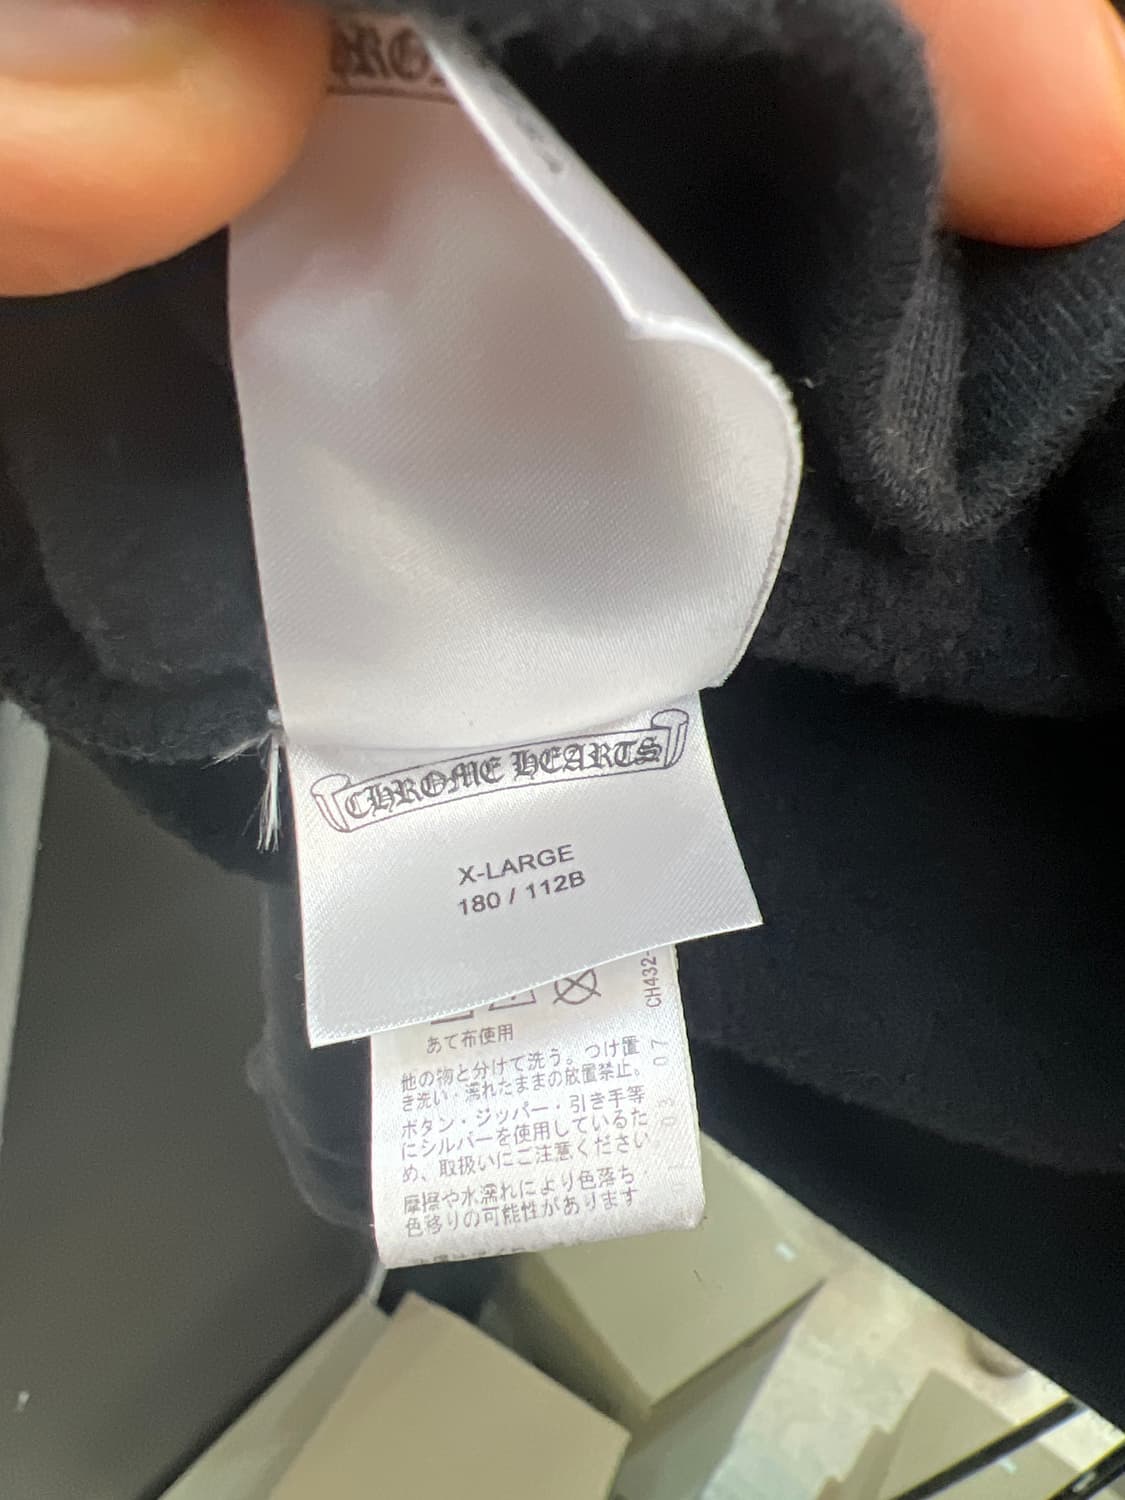 CHROME HEARTS
X-LARGE
180 / 112B
あて布使用
他の物と分けて洗う。つけ置
き洗い・濡れたままの放置禁止。
ボタン・ジッパー・引き手等
にシルバーを使用しているた
め、取扱いにご注意ください
摩擦や水濡れにより色落ち・
色移りの可能性があります
CH432-
07
03